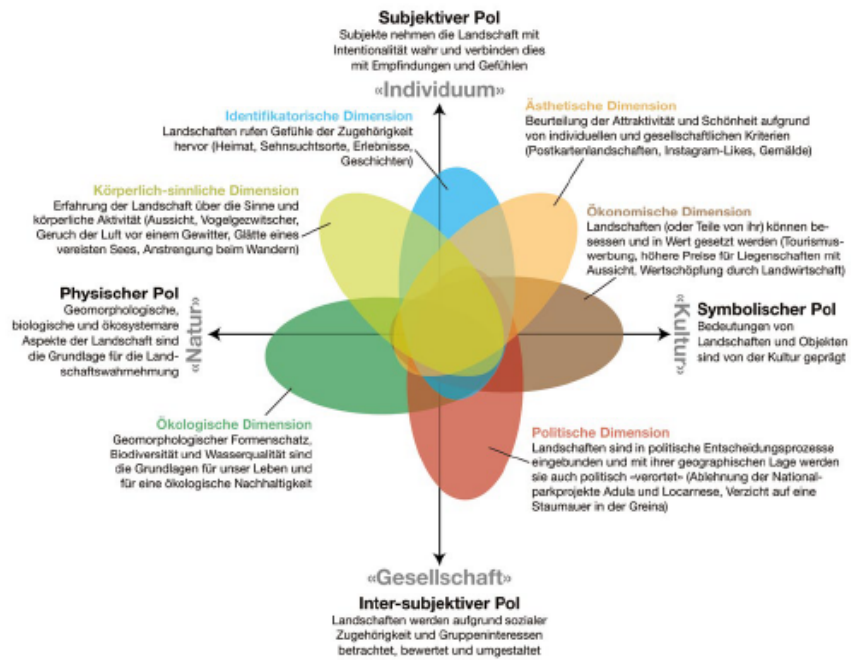 Subjektiver Pol
Subjekte nehmen die Landschaft mit
Intentionalität wahr und verbinden dies
mit Empfindungen und Gefühlen
«Individuum»
Identifikatorische Dimension
Landschaften rufen Gefühle der Zugehörigkeit
hervor (Heimat, Sehnsuchtsorte, Erlebnisse,
Geschichten)
Ästhetische Dimension
Beurteilung der Attraktivität und Schönheit aufgrund
von individuellen und gesellschaftlichen Kriterien
(Postkartenlandschaften, Instagram-Likes, Gemälde)
Körperlich-sinnliche Dimension
Erfahrung der Landschaft über die Sinne und
körperliche Aktivität (Aussicht, Vogelgezwitscher,
Geruch der Luft vor einem Gewitter, Glätte eines
vereisten Sees, Anstrengung beim Wandern)
Ökonomische Dimension
Landschaften (oder Teile von ihr) können be-
sessen und in Wert gesetzt werden (Tourismus-
werbung, höhere Preise für Liegenschaften mit
Aussicht, Wertschöpfung durch Landwirtschaft)
Physischer Pol
Geomorphologische,
biologische und ökosystemare
Aspekte der Landschaft sind
die Grundlage für die Land-
schaftswahrnehmung
«Natur»
«Kultur»
Symbolischer Pol
Bedeutungen von
Landschaften und Objekten
sind von der Kultur geprägt
Ökologische Dimension
Geomorphologischer Formenschatz,
Biodiversität und Wasserqualität sind
die Grundlagen für unser Leben und
für eine ökologische Nachhaltigkeit
Politische Dimension
Landschaften sind in politische Entscheidungsprozesse
eingebunden und mit ihrer geographischen Lage werden
sie auch politisch «verortet» (Ablehnung der National-
parkprojekte Adula und Locarnese, Verzicht auf eine
Staumauer in der Greina)
«Gesellschaft»
Inter-subjektiver Pol
Landschaften werden aufgrund sozialer
Zugehörigkeit und Gruppeninteressen
betrachtet, bewertet und umgestaltet